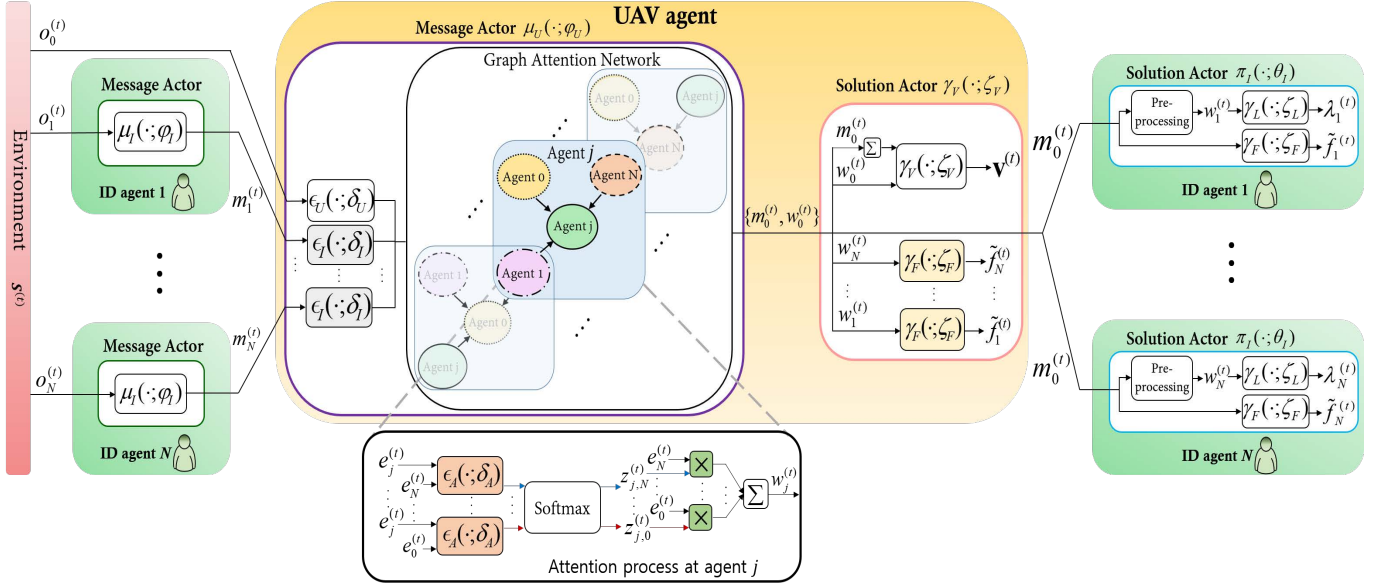 UAV agent
Message Actor μ_U(·;φ_U)
Graph Attention Network
Environment
s^(t)
o_0^(t)
o_1^(t)
o_N^(t)
Message Actor
μ_I(·;φ_I)
ID agent 1
m_1^(t)
Message Actor
μ_I(·;φ_I)
ID agent N
m_N^(t)
ϵ_U(·;δ_U)
ϵ_I(·;δ_I)
ϵ_I(·;δ_I)
Agent 0
Agent j
Agent N
Agent j
Agent 0
Agent N
Agent j
Agent 1
Agent 1
Agent 0
Agent j
{m_0^(t), w_0^(t)}
Solution Actor γ_V(·;ζ_V)
m_0^(t)
Σ
w_0^(t)
γ_V(·;ζ_V)
v^(t)
w_N^(t)
γ_F(·;ζ_F)
f̃_N^(t)
w_1^(t)
γ_F(·;ζ_F)
f̃_1^(t)
m_0^(t)
Solution Actor π_I(·;θ_I)
Pre-
processing
w_1^(t)
γ_L(·;ζ_L)
λ_1^(t)
γ_F(·;ζ_F)
f̃_1^(t)
ID agent 1
m_0^(t)
Solution Actor π_I(·;θ_I)
Pre-
processing
w_N^(t)
γ_L(·;ζ_L)
λ_N^(t)
γ_F(·;ζ_F)
f̃_N^(t)
ID agent N
e_j^(t)
e_N^(t)
ϵ_A(·;δ_A)
e_j^(t)
e_0^(t)
ϵ_A(·;δ_A)
Softmax
z_{j,N}^(t)
e_N^(t)
×
z_{j,0}^(t)
e_0^(t)
×
Σ
w_j^(t)
Attention process at agent j